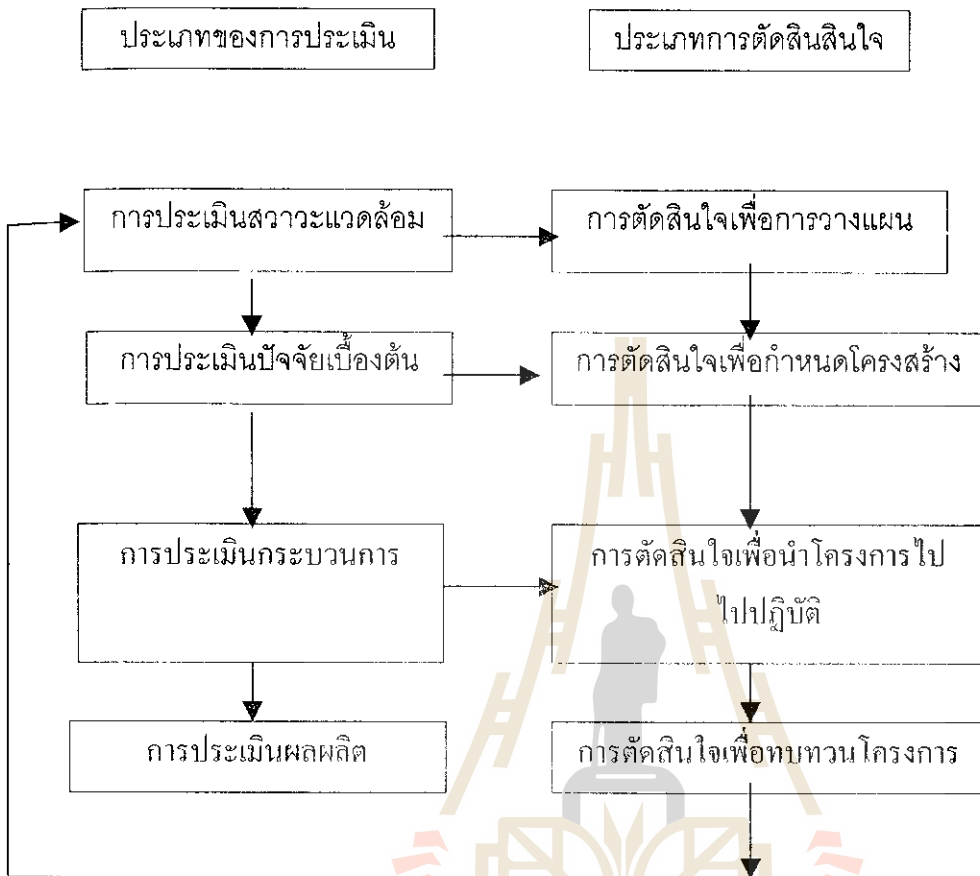 ประเภทของการประเมิน
ประเภทการตัดสินสินใจ
การประเมินสวาวะแวดล้อม
การตัดสินใจเพื่อการวางแผน
การประเมินปัจจัยเบื้องต้น
การตัดสินใจเพื่อกำหนดโครงสร้าง
การประเมินกระบวนการ
การตัดสินใจเพื่อนำโครงการไป
ไปปฏิบัติ
การประเมินผลผลิต
การตัดสินใจเพื่อทบทวนโครงการ